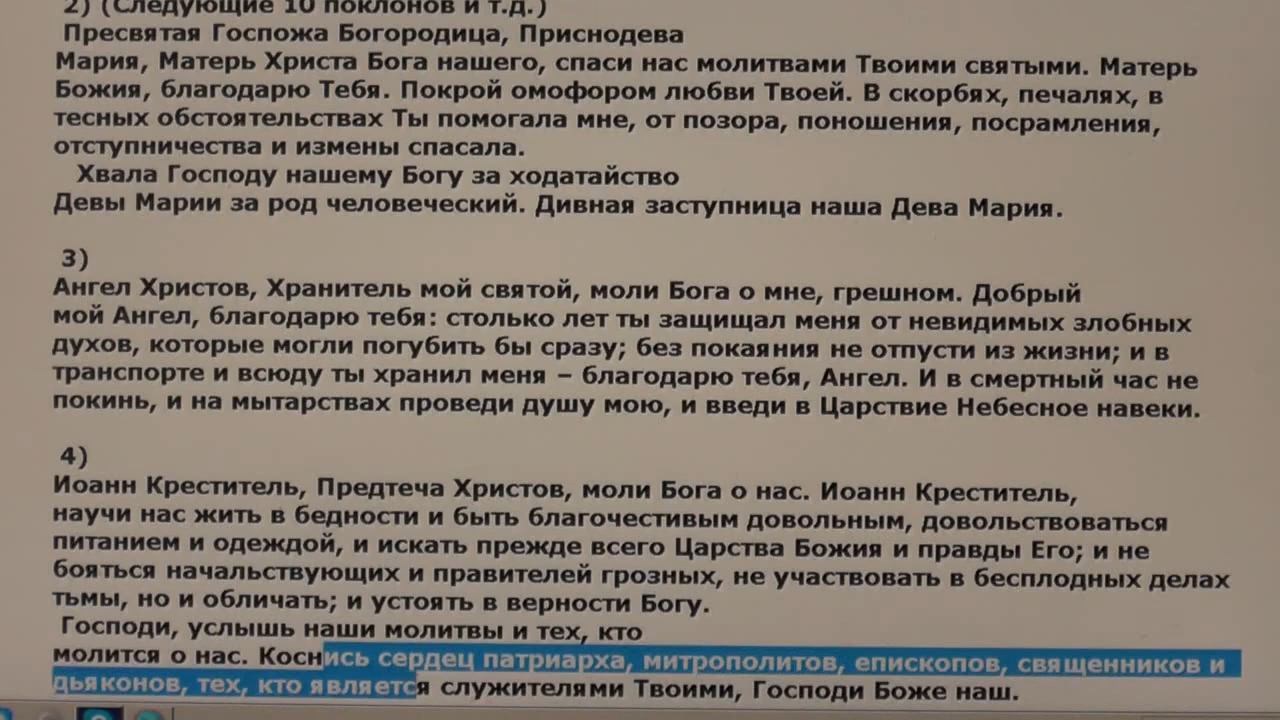 2) (Следующие 10 поклонов и т.д.)
Пресвятая Госпожа Богородица, Приснодева
Мария, Матерь Христа Бога нашего, спаси нас молитвами Твоими святыми. Матерь
Божия, благодарю Тебя. Покрой омофором любви Твоей. В скорбях, печалях, в
тесных обстоятельствах Ты помогала мне, от позора, поношения, посрамления,
отступничества и измены спасала.
Хвала Господу нашему Богу за ходатайство
Девы Марии за род человеческий. Дивная заступница наша Дева Мария.
3)
Ангел Христов, Хранитель мой святой, моли Бога о мне, грешном. Добрый
мой Ангел, благодарю тебя: столько лет ты защищал меня от невидимых злобных
духов, которые могли погубить бы сразу; без покаяния не отпусти из жизни; и в
транспорте и всюду ты хранил меня – благодарю тебя, Ангел. И в смертный час не
покинь, и на мытарствах проведи душу мою, и введи в Царствие Небесное навеки.
4)
Иоанн Креститель, Предтеча Христов, моли Бога о нас. Иоанн Креститель,
научи нас жить в бедности и быть благочестивым довольным, довольствоваться
питанием и одеждой, и искать прежде всего Царства Божия и правды Его; и не
бояться начальствующих и правителей грозных, не участвовать в бесплодных делах
тьмы, но и обличать; и устоять в верности Богу.
Господи, услышь наши молитвы и тех, кто
молится о нас. Коснись сердец патриарха, митрополитов, епископов, священников и
дьяконов, тех, кто является служителями Твоими, Господи Боже наш.